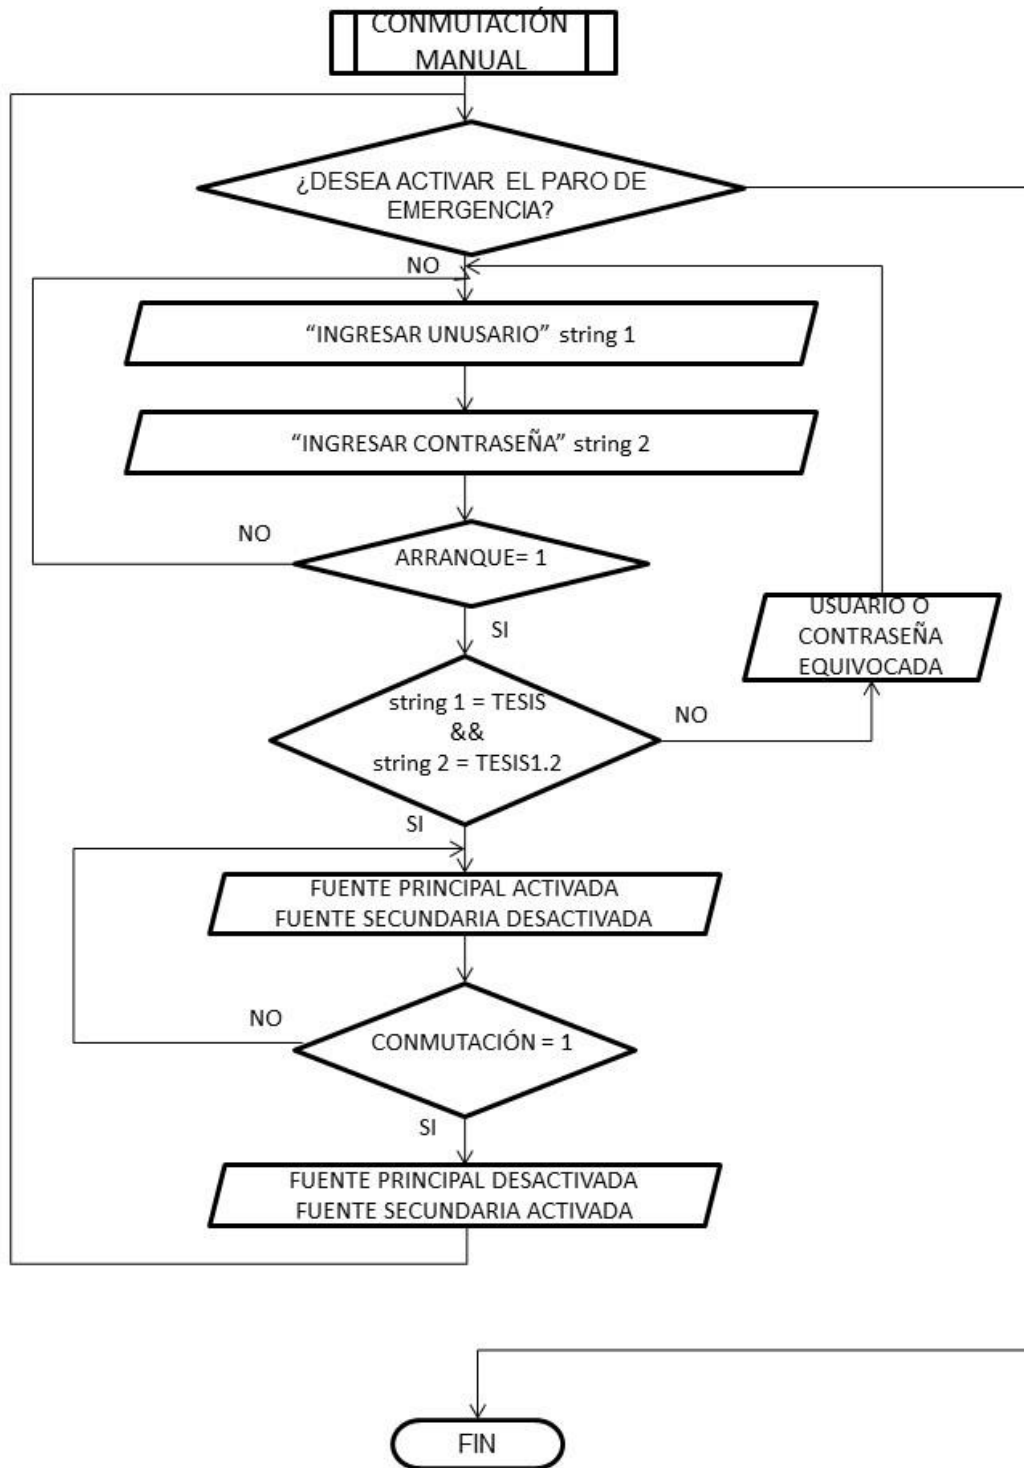 CONMUTACIÓN
MANUAL
¿DESEA ACTIVAR EL PARO DE
EMERGENCIA?
NO
“INGRESAR UNUSARIO” string 1
“INGRESAR CONTRASEÑA” string 2
NO
ARRANQUE= 1
SI
USUARIO O
CONTRASEÑA
EQUIVOCADA
string 1 = TESIS
&&
string 2 = TESIS1.2
NO
SI
FUENTE PRINCIPAL ACTIVADA
FUENTE SECUNDARIA DESACTIVADA
NO
CONMUTACIÓN = 1
SI
FUENTE PRINCIPAL DESACTIVADA
FUENTE SECUNDARIA ACTIVADA
FIN